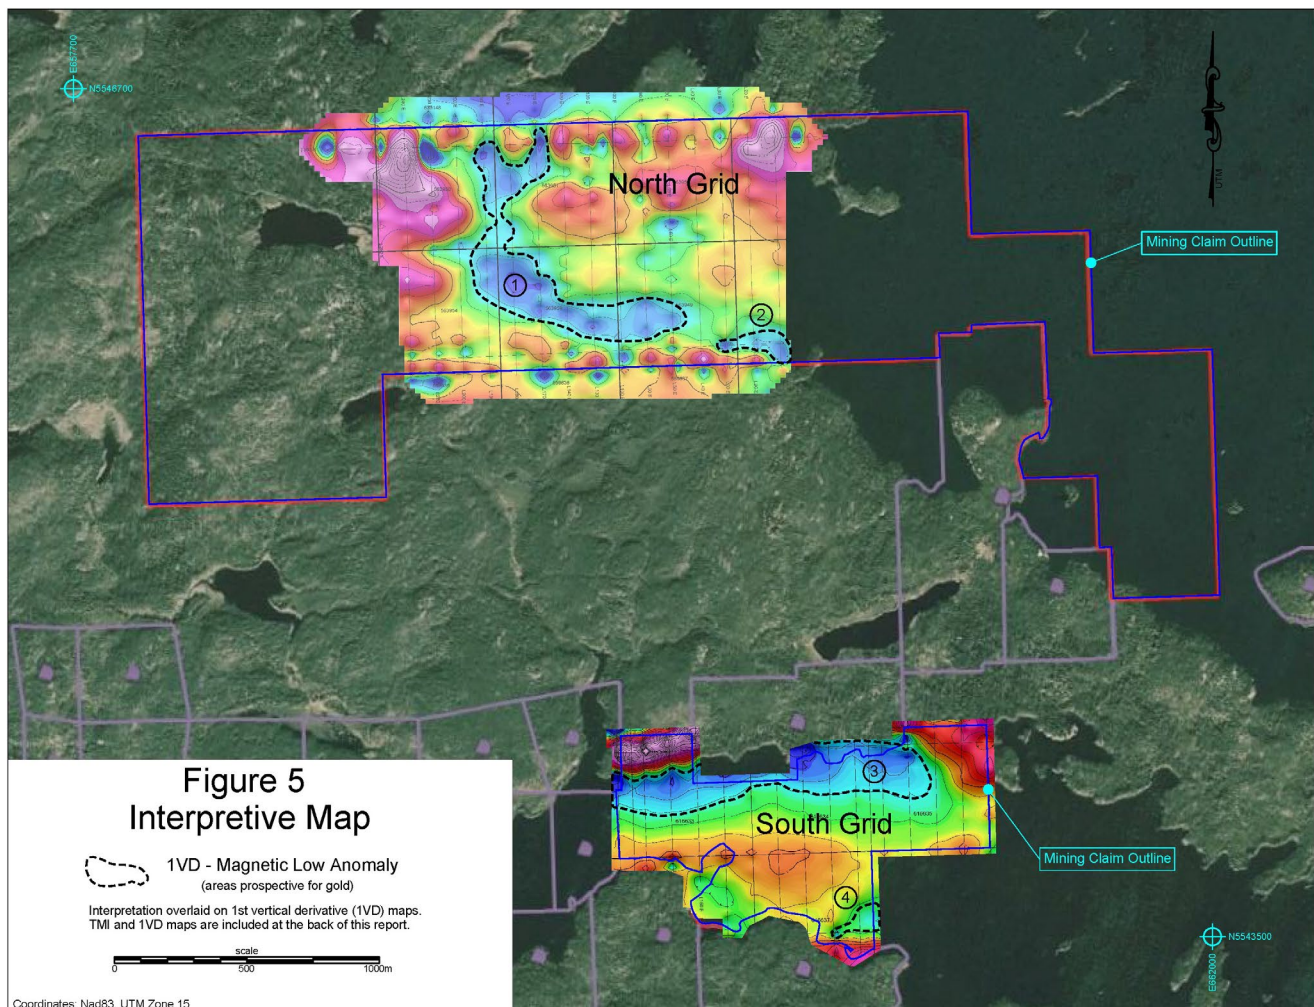 E657700
N5546700
UTM
North Grid
Mining Claim Outline
1
2
3
South Grid
4
Mining Claim Outline
N5543500
E662000
Figure 5
Interpretive Map
1VD - Magnetic Low Anomaly
(areas prospective for gold)
Interpretation overlaid on 1st vertical derivative (1VD) maps.
TMI and 1VD maps are included at the back of this report.
scale
0 500 1000m
Coordinates: Nad83, UTM Zone 15